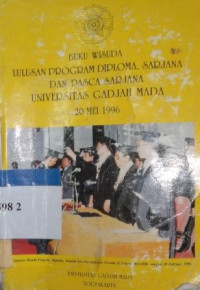 BUKU WISUDA
LULUSAN PROGRAM DIPLOMA, SARJANA
DAN PASCA SARJANA
UNIVERSITAS GADJAH MADA
20 MEI 1996
98 2
UNIVERSITAS GADJAH MADA
YOGYAKARTA